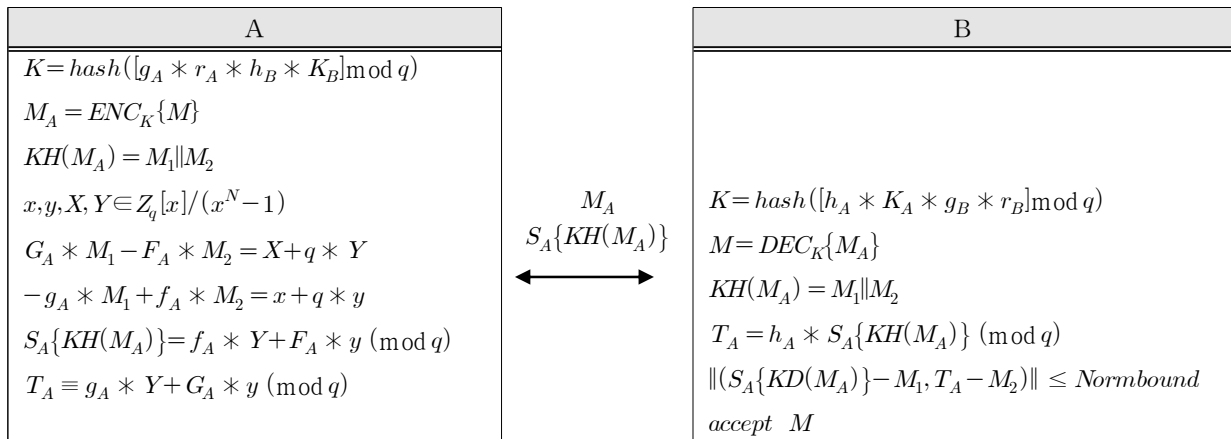 A
K=hash([g_A * r_A * h_B * K_B] mod q)
M_A = ENC_K{M}
KH(M_A) = M_1||M_2
x,y,X,Y∈Z_q[x]/(x^N-1)
G_A * M_1 - F_A * M_2 = X+q * Y
-g_A * M_1 + f_A * M_2 = x+q * y
S_A{KH(M_A)} = f_A * Y+F_A * y (mod q)
T_A ≡ g_A * Y+G_A * y (mod q)
M_A
S_A{KH(M_A)}
B
K=hash([h_A * K_A * g_B * r_B] mod q)
M=DEC_K{M_A}
KH(M_A) = M_1||M_2
T_A = h_A * S_A{KH(M_A)} (mod q)
||(S_A{KD(M_A)}-M_1, T_A-M_2)|| ≤ Normbound
accept M